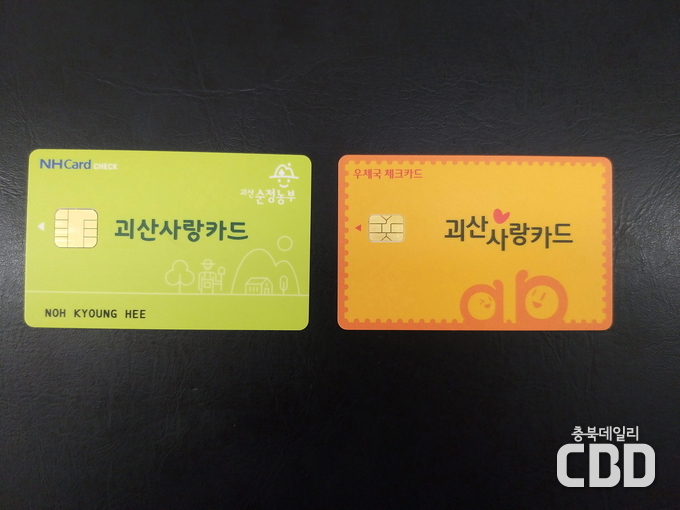 NHCard CHECK
괴산 순정농부
괴산사랑카드
NOH KYOUNG HEE
우체국 체크카드
괴산사랑카드
충북데일리
CBD